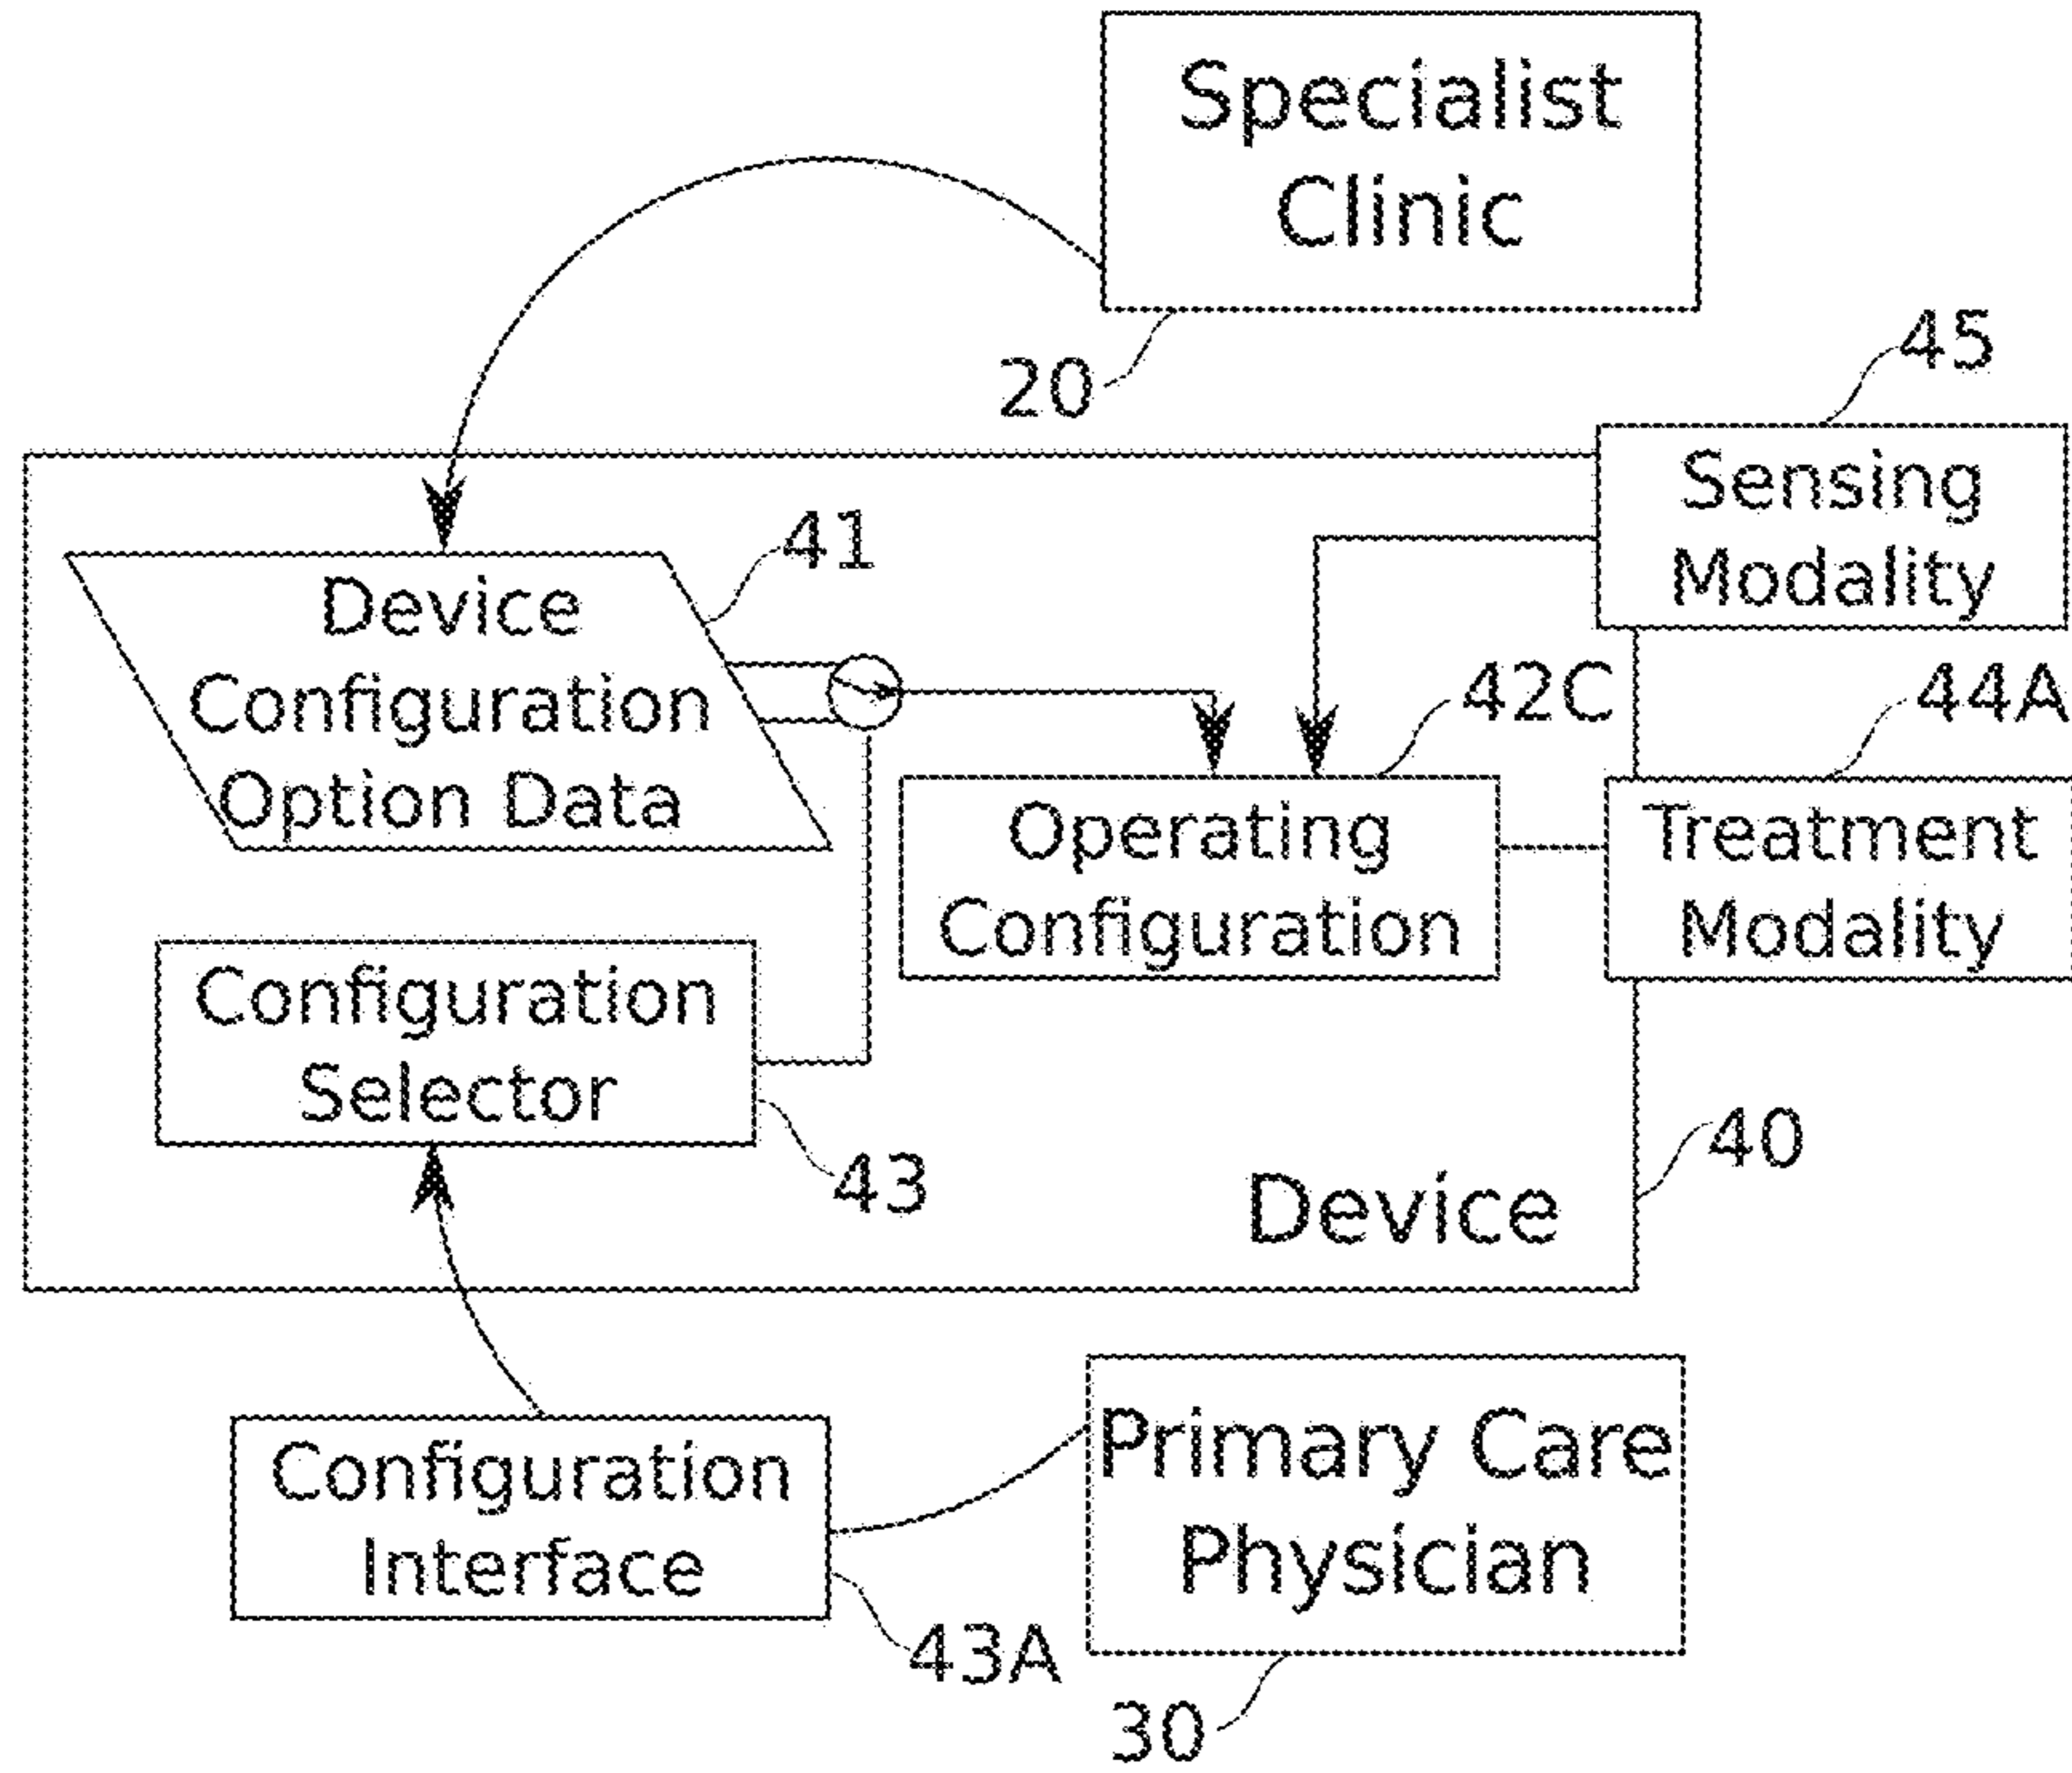 Specialist
Clinic
20
45
Sensing
Modality
41
Device
Configuration
Option Data
42C
44A
Operating
Configuration
Treatment
Modality
Configuration
Selector
43
40
Device
Primary Care
Physician
Configuration
Interface
43A
30